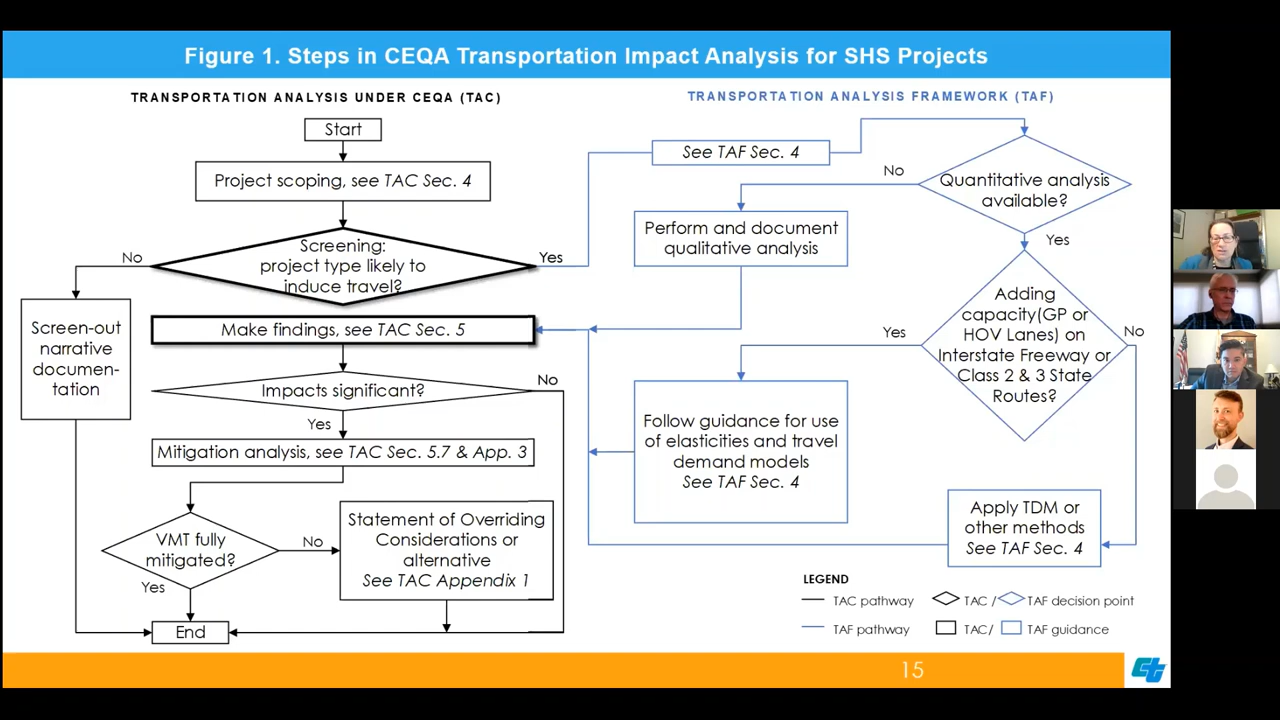 Figure 1. Steps in CEQA Transportation Impact Analysis for SHS Projects
TRANSPORTATION ANALYSIS UNDER CEQA (TAC)
Start
Project scoping, see TAC Sec. 4
Screening:
project type likely to
induce travel?
No
Yes
Screen-out
narrative
documen-
tation
Make findings, see TAC Sec. 5
Impacts significant?
No
Yes
Mitigation analysis, see TAC Sec. 5.7 & App. 3
VMT fully
mitigated?
No
Yes
Statement of Overriding
Considerations or
alternative
See TAC Appendix 1
End
TRANSPORTATION ANALYSIS FRAMEWORK (TAF)
See TAF Sec. 4
Quantitative analysis
available?
No
Yes
Perform and document
qualitative analysis
Adding
capacity(GP or
HOV Lanes) on
Interstate Freeway or
Class 2 & 3 State
Routes?
Yes
No
Follow guidance for use
of elasticities and travel
demand models
See TAF Sec. 4
Apply TDM or
other methods
See TAF Sec. 4
LEGEND
TAC pathway
TAC / TAF decision point
TAF pathway
TAC/ TAF guidance
15
ct